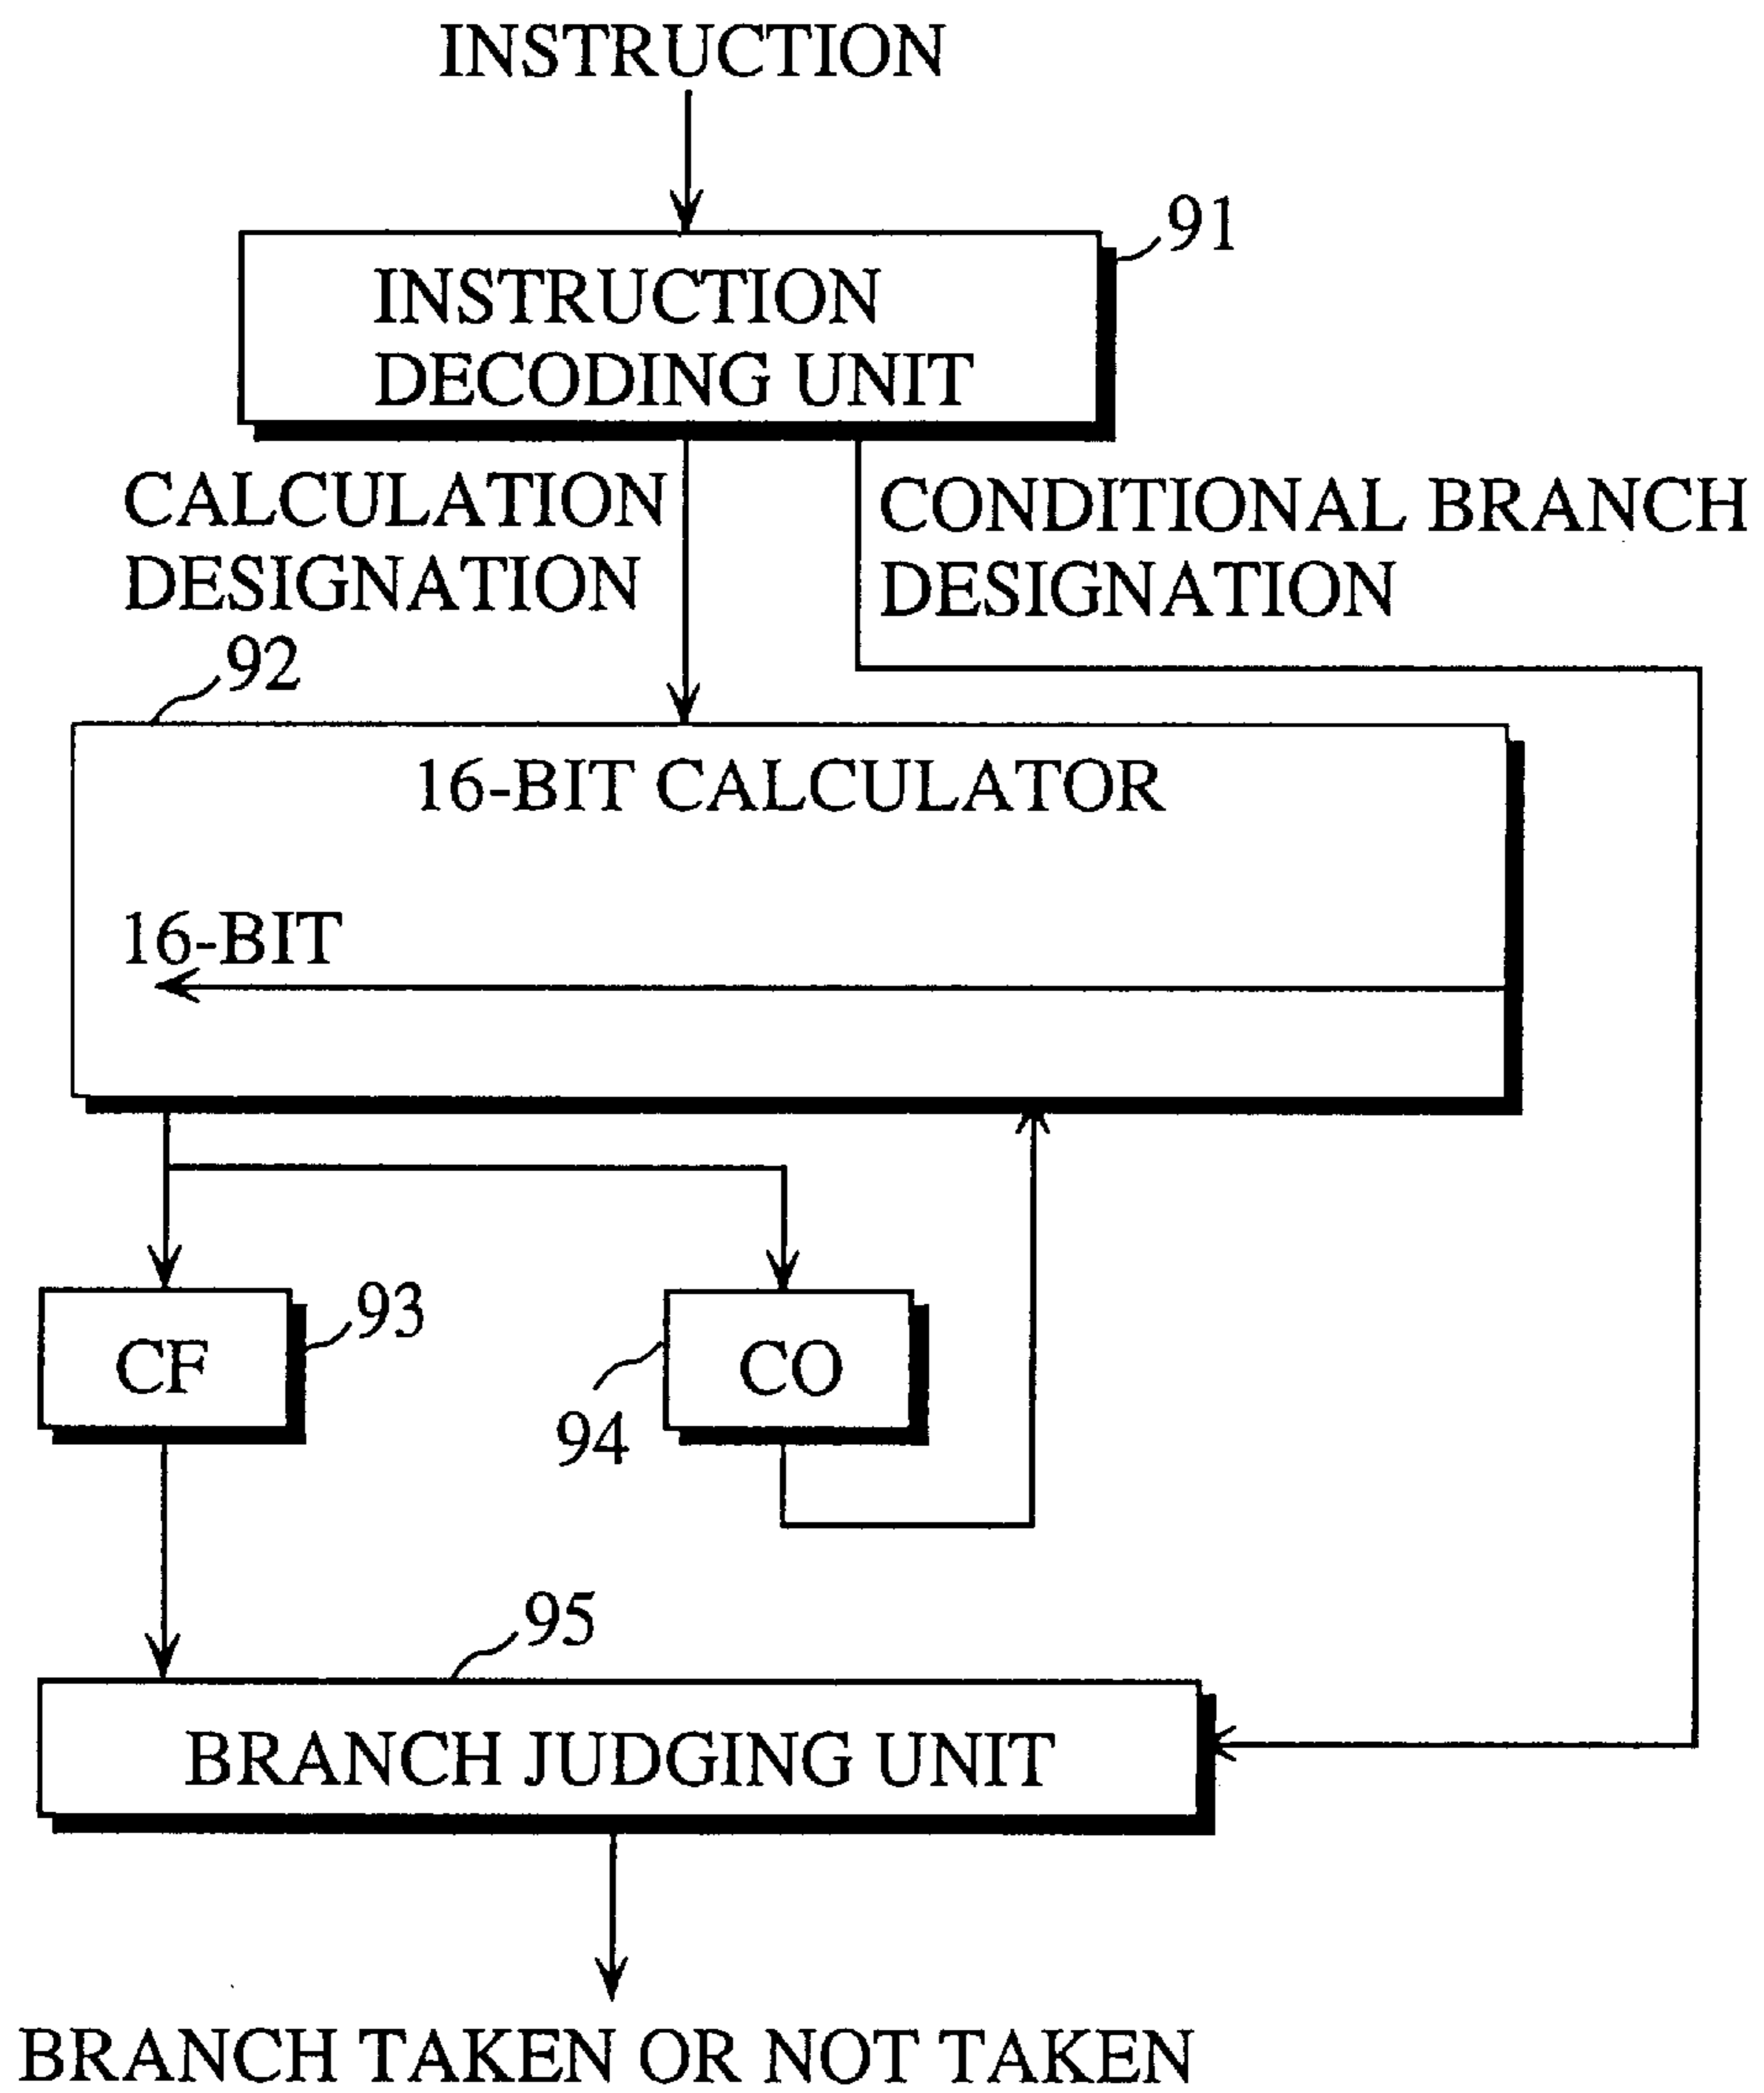 INSTRUCTION
91
INSTRUCTION
DECODING UNIT
CALCULATION
DESIGNATION
CONDITIONAL BRANCH
DESIGNATION
92
16-BIT CALCULATOR
16-BIT
93
CF
CO
94
95
BRANCH JUDGING UNIT
BRANCH TAKEN OR NOT TAKEN